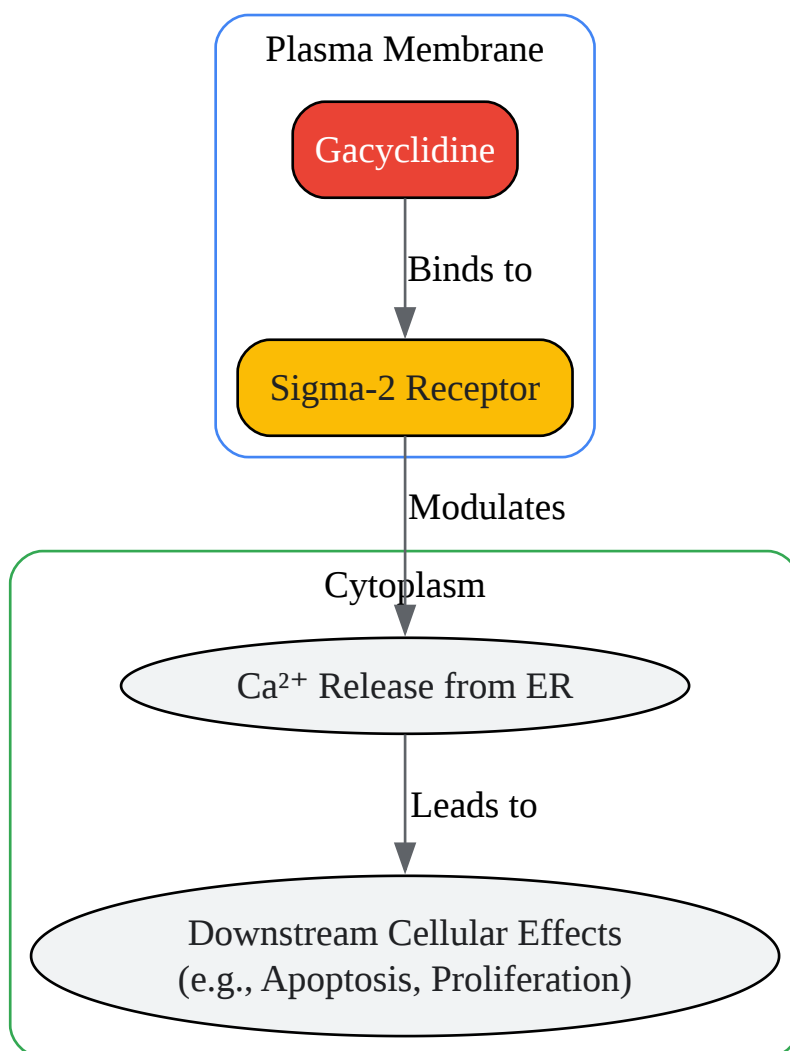 Plasma Membrane
Gacyclidine
Binds to
Sigma-2 Receptor
Modulates
Cytoplasm
Ca²⁺ Release from ER
Leads to
Downstream Cellular Effects
(e.g., Apoptosis, Proliferation)